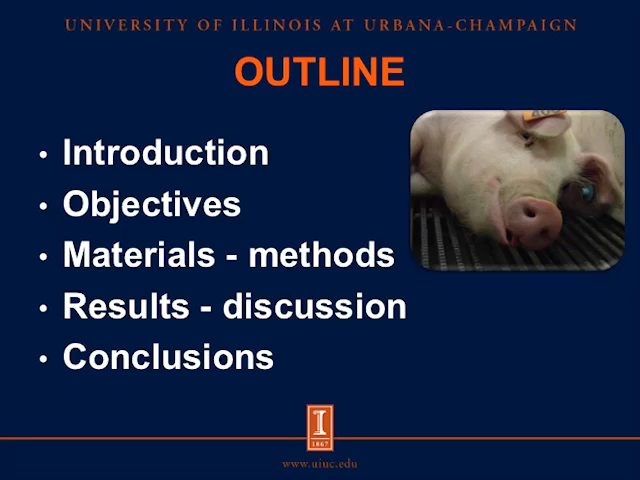 UNIVERSITY OF ILLINOIS AT URBANA-CHAMPAIGN
OUTLINE
• Introduction
• Objectives
• Materials - methods
• Results - discussion
• Conclusions
I
1867
www.uiuc.edu